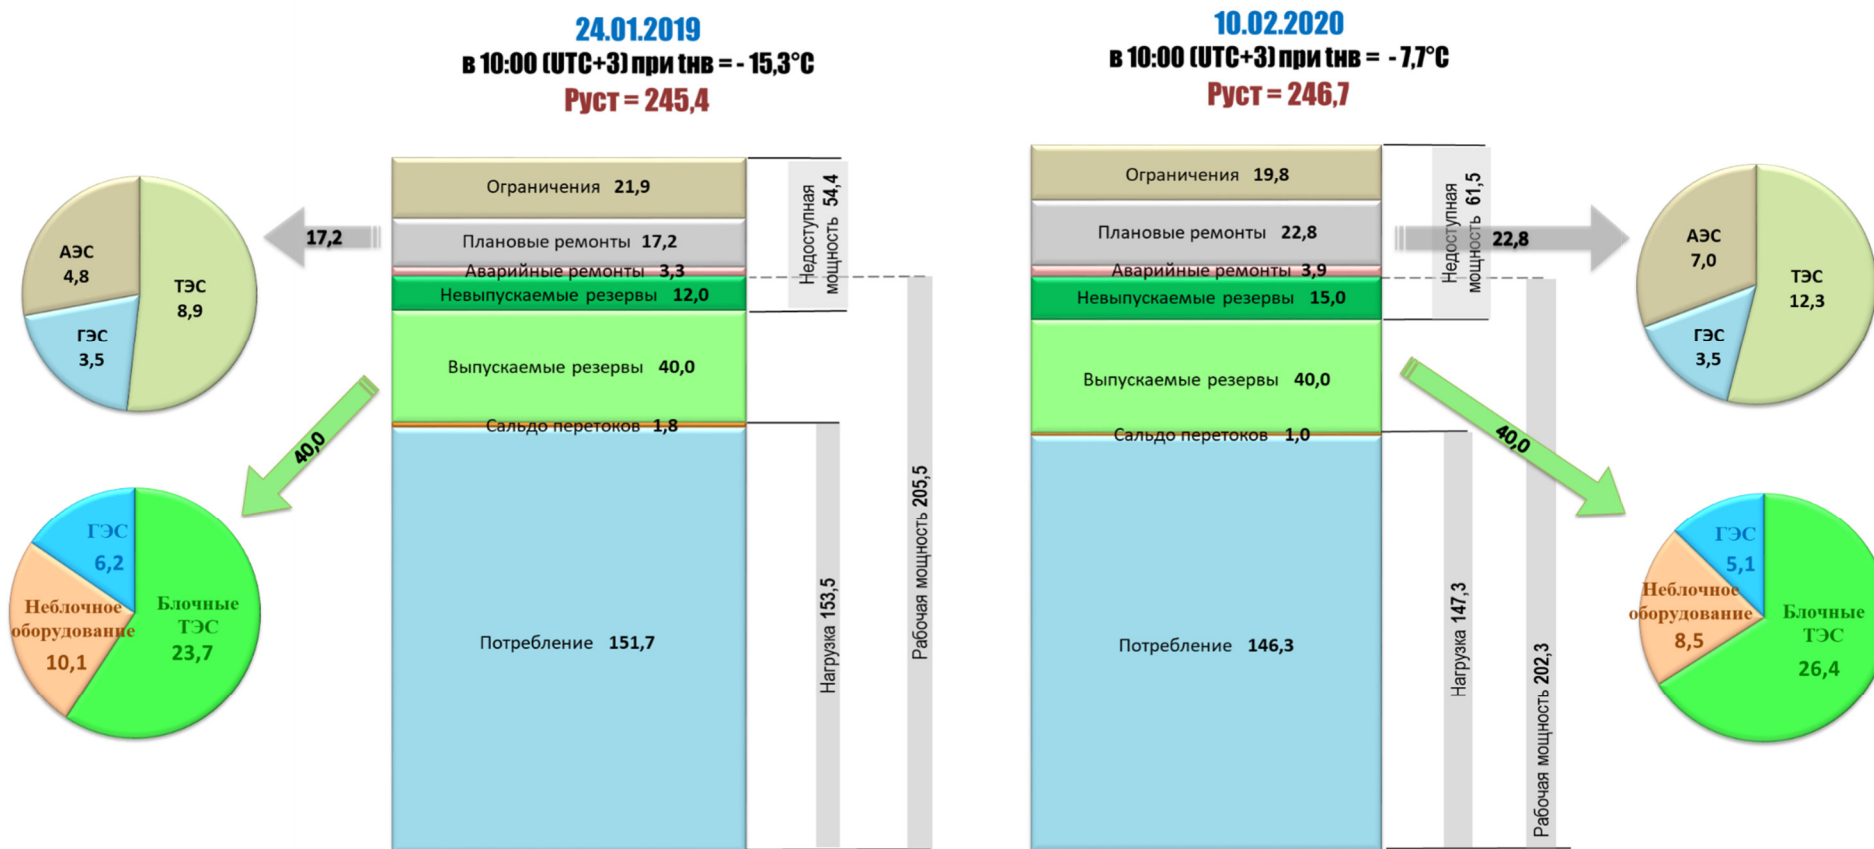 24.01.2019
в 10:00 (UTC+3) при tнв = - 15,3°C
Руст = 245,4
Ограничения 21,9
Плановые ремонты 17,2
Аварийные ремонты 3,3
Невыпускаемые резервы 12,0
Выпускаемые резервы 40,0
Сальдо перетоков 1,8
Потребление 151,7
Недоступная
мощность 54,4
Нагрузка 153,5
Рабочая мощность 205,5
17,2
АЭС
4,8
ТЭС
8,9
ГЭС
3,5
40,0
ГЭС
6,2
Неблочное
оборудование
10,1
Блочные
ТЭС
23,7
10.02.2020
в 10:00 (UTC+3) при tнв = - 7,7°C
Руст = 246,7
Ограничения 19,8
Плановые ремонты 22,8
Аварийные ремонты 3,9
Невыпускаемые резервы 15,0
Выпускаемые резервы 40,0
Сальдо перетоков 1,0
Потребление 146,3
Недоступная
мощность 61,5
Нагрузка 147,3
Рабочая мощность 202,3
22,8
АЭС
7,0
ТЭС
12,3
ГЭС
3,5
40,0
ГЭС
5,1
Неблочное
оборудование
8,5
Блочные
ТЭС
26,4